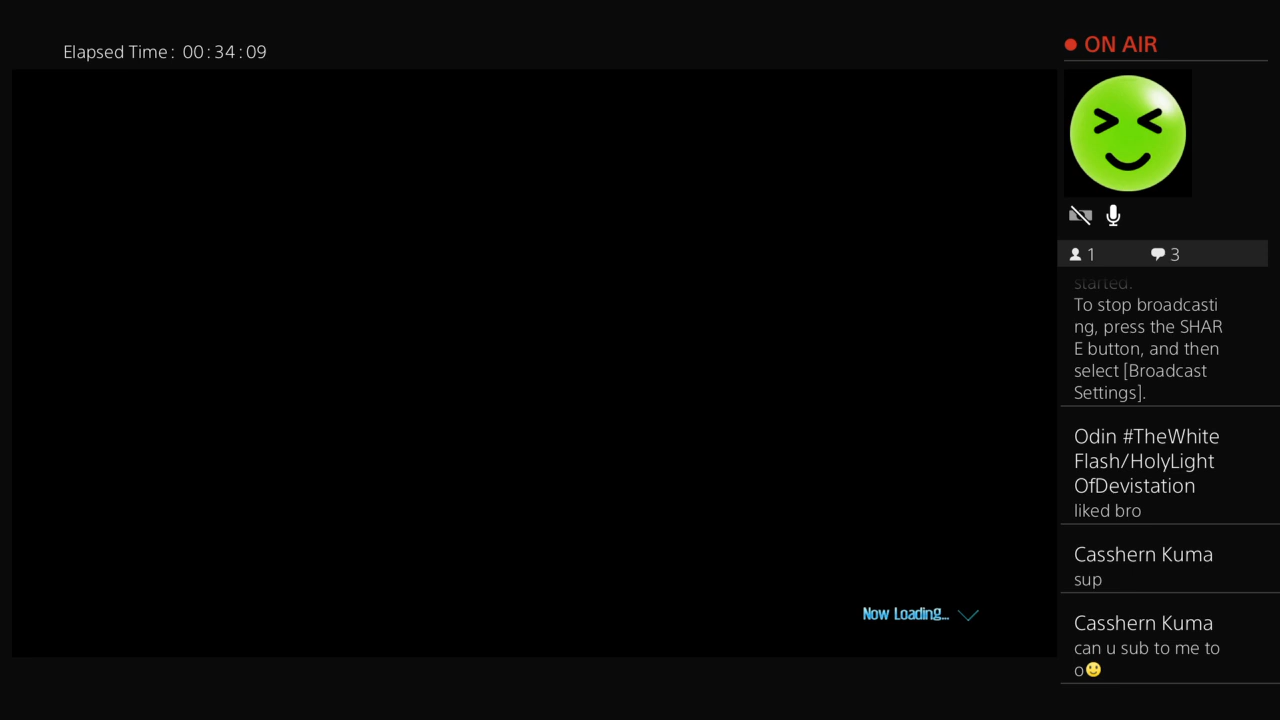 Elapsed Time: 00:34:09
ON AIR
1 3
started.
To stop broadcasti
ng, press the SHAR
E button, and then
select [Broadcast
Settings].
Odin #TheWhite
Flash/HolyLight
OfDevistation
liked bro
Casshern Kuma
sup
Casshern Kuma
can u sub to me to
o🙂
Now Loading...